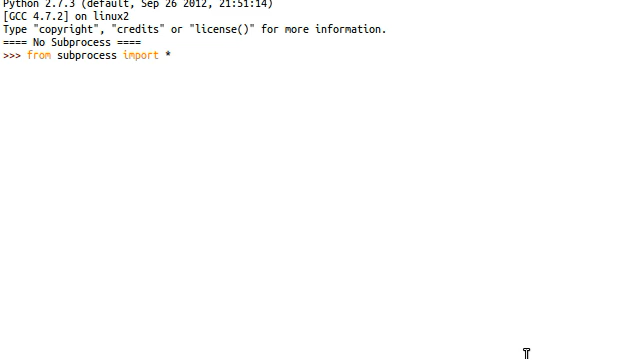 Python 2.7.3 (default, Sep 26 2012, 21:51:14)
[GCC 4.7.2] on linux2
Type "copyright", "credits" or "license()" for more information.
==== No Subprocess ====
>>> from subprocess import *